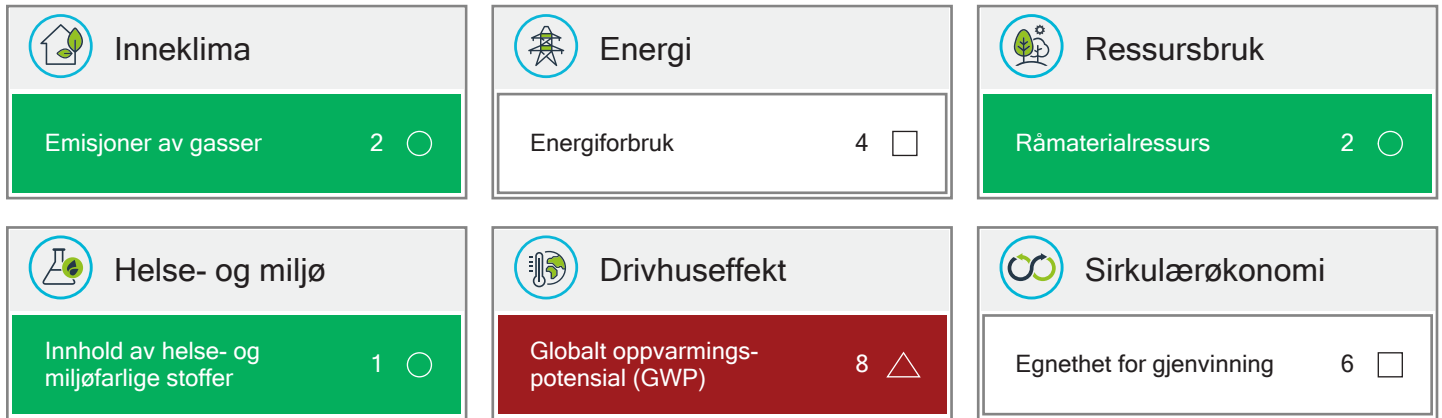 Inneklima
Emisjoner av gasser 2
Energi
Energiforbruk 4
Ressursbruk
Råmaterialressurs 2
Helse- og miljø
Innhold av helse- og
miljøfarlige stoffer 1
Drivhuseffekt
Globalt oppvarmings-
potensial (GWP) 8
Sirkulærøkonomi
Egnethet for gjenvinning 6